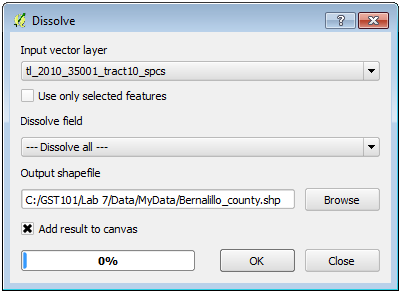 Dissolve
?
Input vector layer
tl_2010_35001_tract10_spcs
Use only selected features
Dissolve field
--- Dissolve all ---
Output shapefile
C:/GST101/Lab 7/Data/MyData/Bernalillo_county.shp
Browse
Add result to canvas
0%
OK
Close